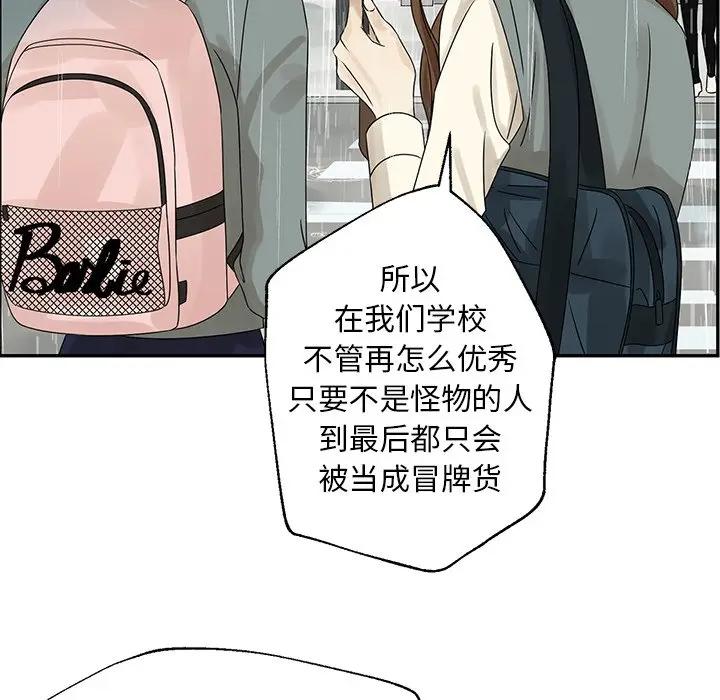 Barbie
所以
在我们学校
不管再怎么优秀
只要不是怪物的人
到最后都只会
被当成冒牌货